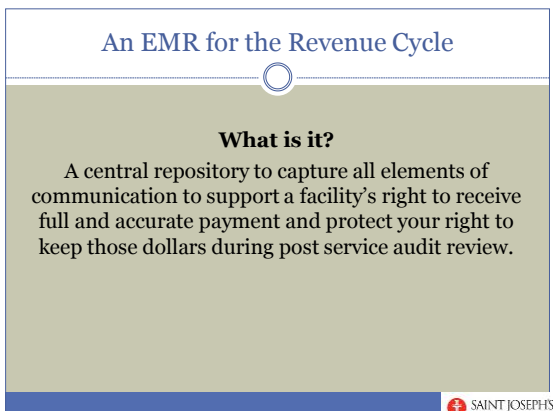 An EMR for the Revenue Cycle
What is it?
A central repository to capture all elements of
communication to support a facility’s right to receive
full and accurate payment and protect your right to
keep those dollars during post service audit review.
SAINT JOSEPH'S